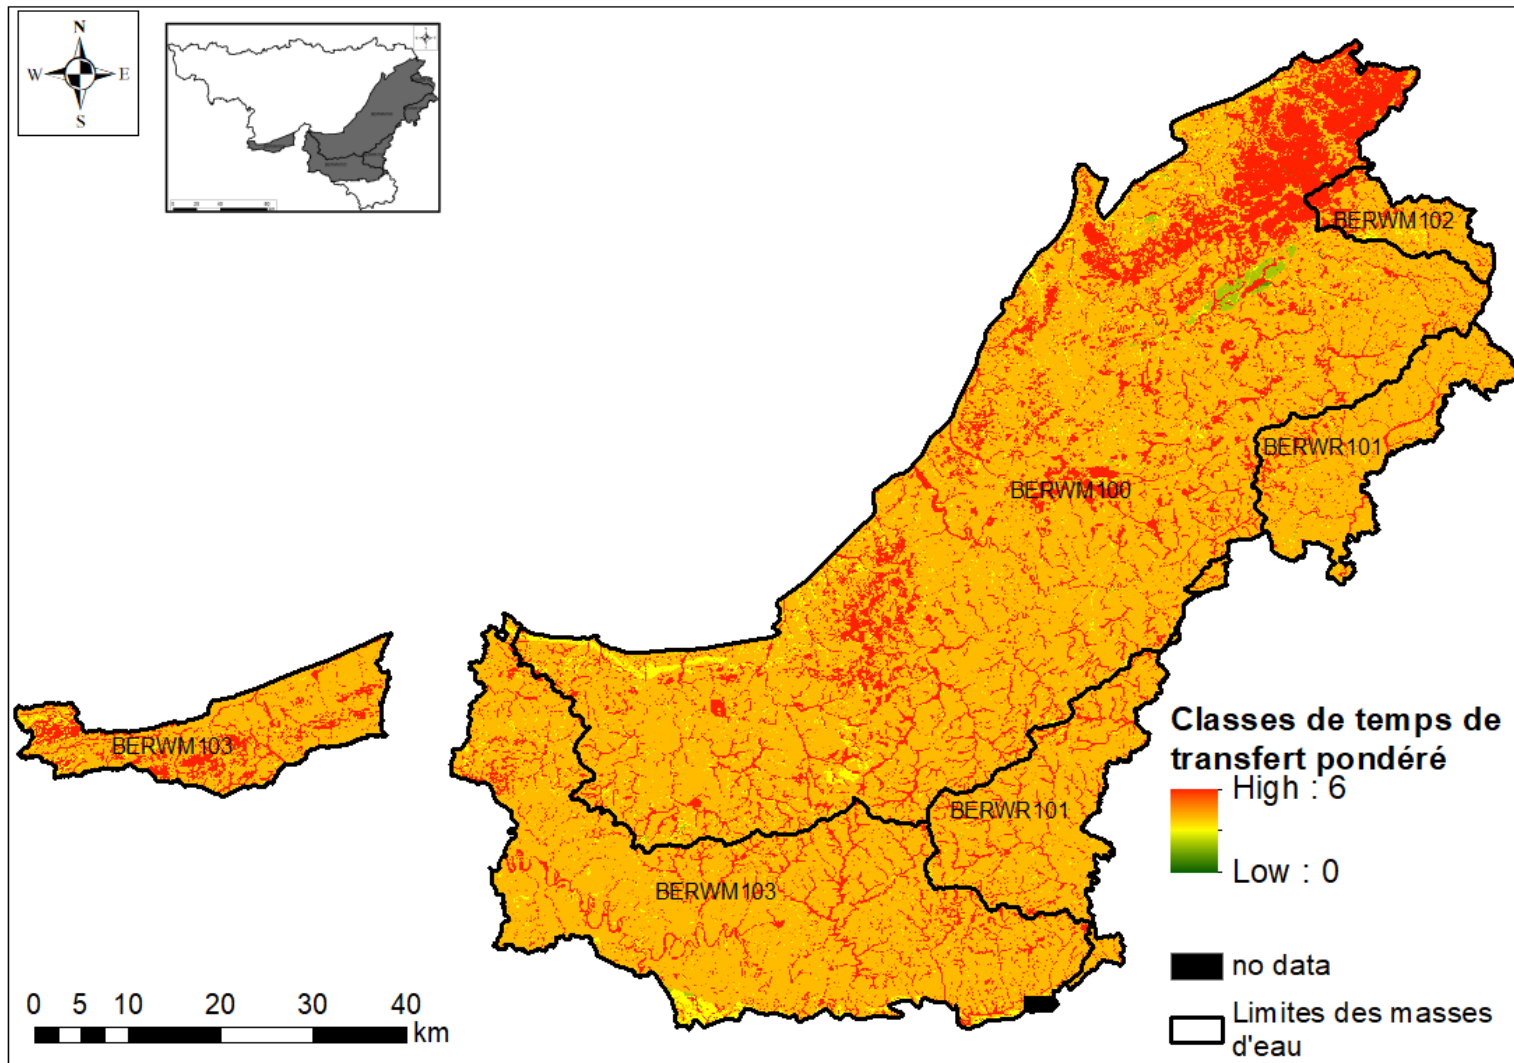 N
W E
S
BERWM102
BERWR101
BERWM100
BERWM103
BERWR101
BERWM103
Classes de temps de
transfert pondéré
High : 6
Low : 0
no data
Limites des masses
d'eau
0 5 10 20 30 40
km